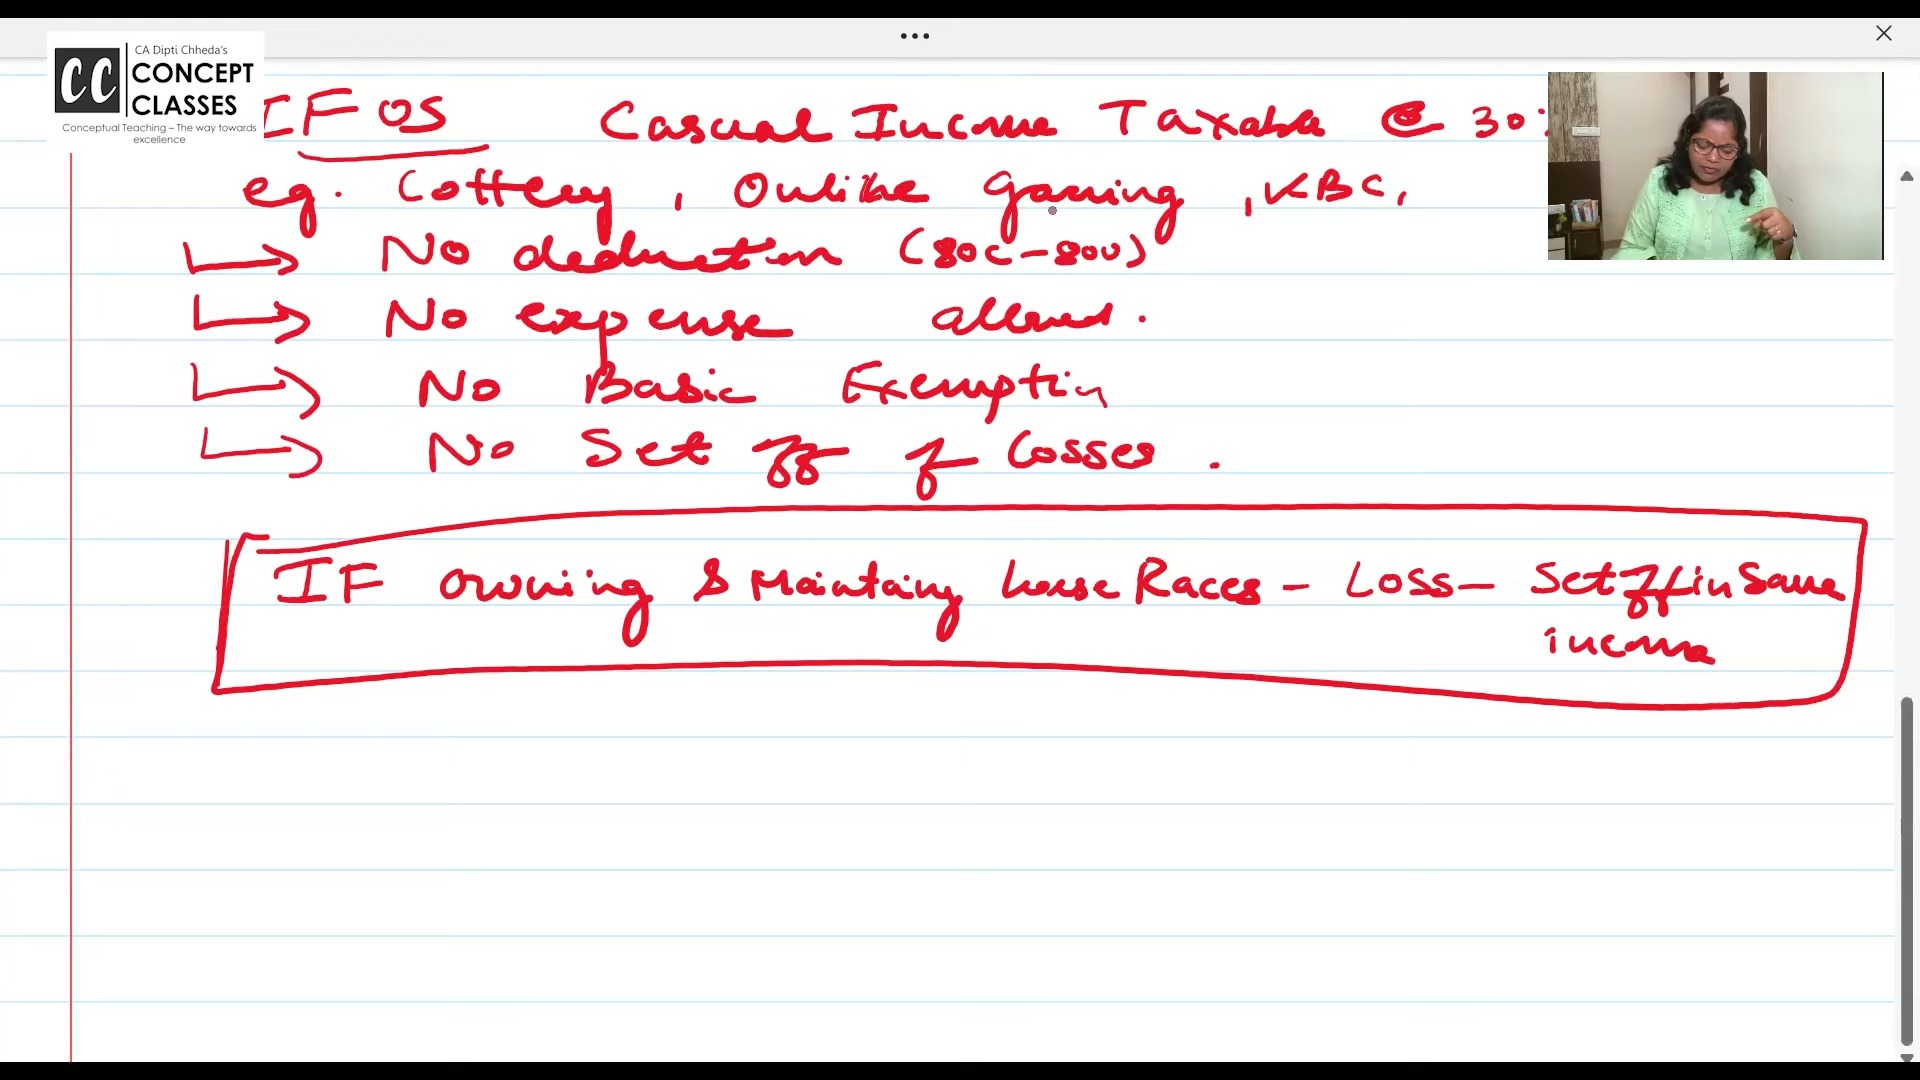 CA Dipti Chheda's
CC CONCEPT
CLASSES
Conceptual Teaching – The way towards
excellence
IFOS Casual Income Taxable @ 30%
eg. Lottery, Online gaming, KBC,
No deduction (80C-80U)
No expense allowed.
No Basic Exemption
No Set off of Losses.
IF owning & Maintaing horse Races - Loss - Set off in Same
income